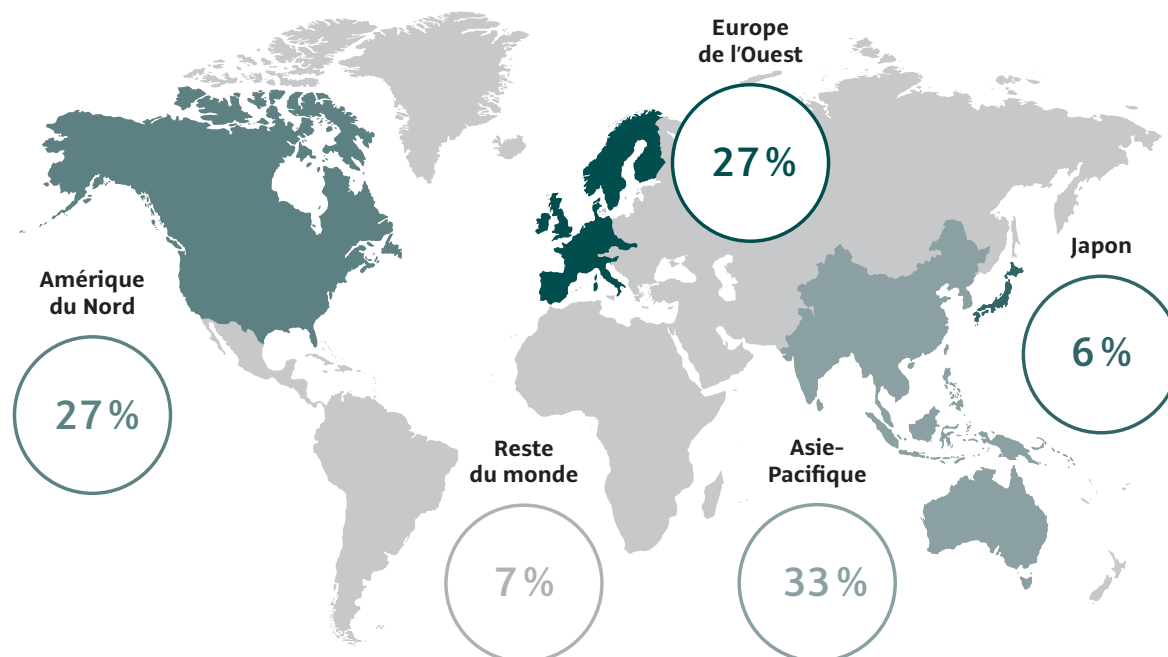 Europe
de l'Ouest
27 %
Japon
6 %
Amérique
du Nord
27 %
Reste
du monde
7 %
Asie-
Pacifique
33 %